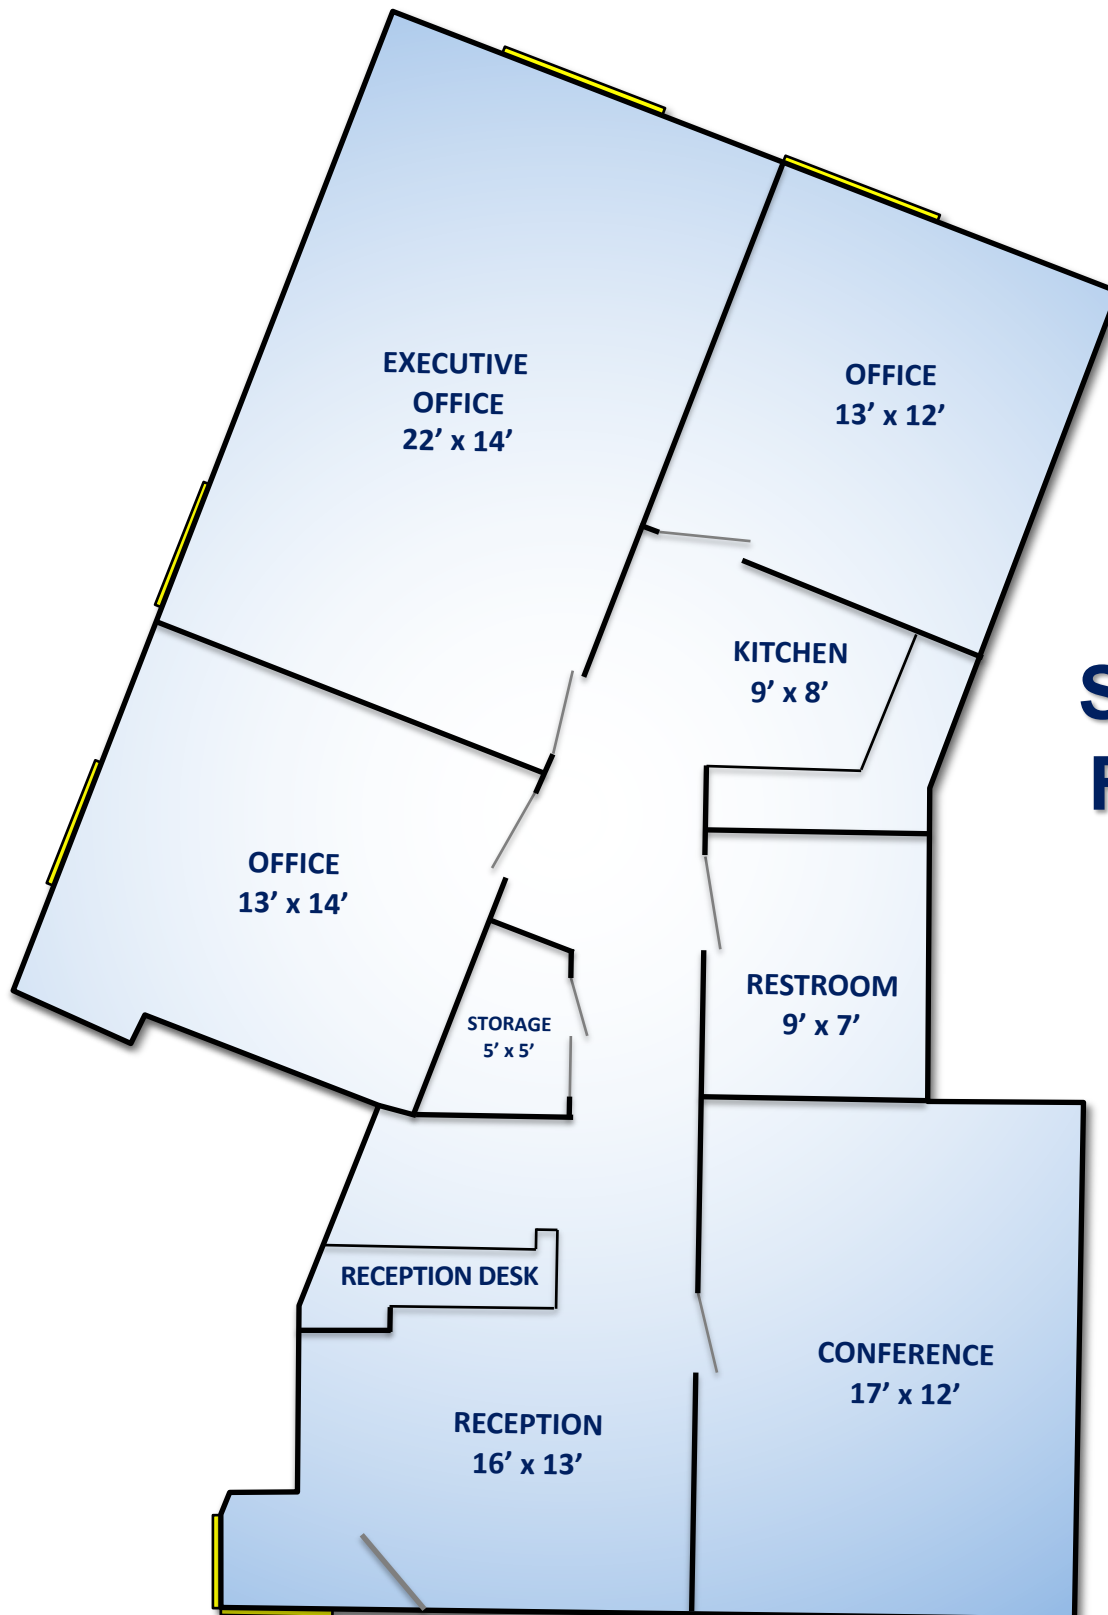 EXECUTIVE
OFFICE
22’ x 14’
OFFICE
13’ x 12’
KITCHEN
9’ x 8’
OFFICE
13’ x 14’
RESTROOM
9’ x 7’
STORAGE
5’ x 5’
RECEPTION DESK
CONFERENCE
17’ x 12’
RECEPTION
16’ x 13’